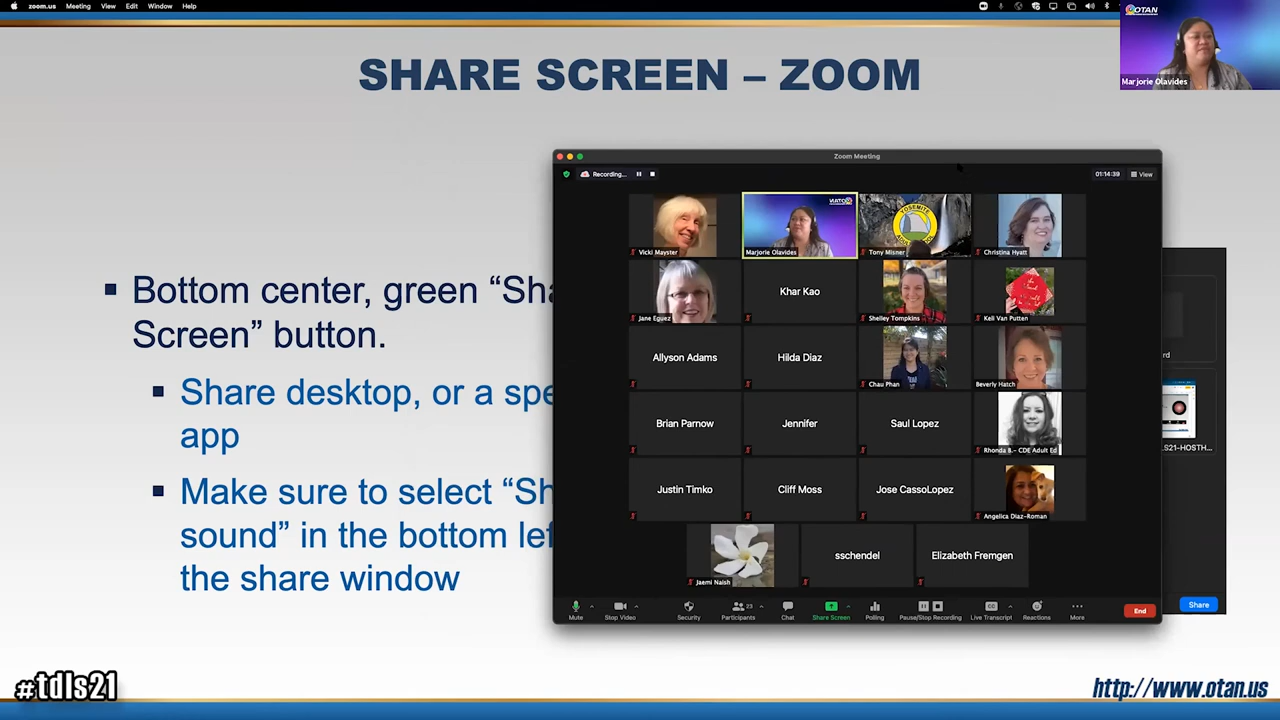 zoom.us Meeting View Edit Window Help
OTAN
Marjorie Olavides
SHARE SCREEN – ZOOM
Zoom Meeting
Recording...
01:14:39
View
Vicki Mayster
OTAN
Marjorie Olavides
Tony Misner
Christina Hyatt
Jane Eguez
Khar Kao
Shelley Tompkins
Keli Van Putten
Allyson Adams
Hilda Diaz
Chau Phan
Beverly Hatch
Brian Parnow
Jennifer
Saul Lopez
Rhonda B.- CDE Adult Ed
Justin Timko
Cliff Moss
Jose CassoLopez
Angelica Diaz-Roman
Jaemi Naish
sschendel
Elizabeth Fremgen
Mute
Stop Video
Security
23
Participants
Chat
Share Screen
Polling
Pause/Stop Recording
CC
Live Transcript
Reactions
More
End
Bottom center, green “Sha
Screen” button.
Share desktop, or a spe
app
Make sure to select “Sh
sound” in the bottom lef
the share window
rd
LS21-HOSTH...
Share
#tdls21
http://www.otan.us